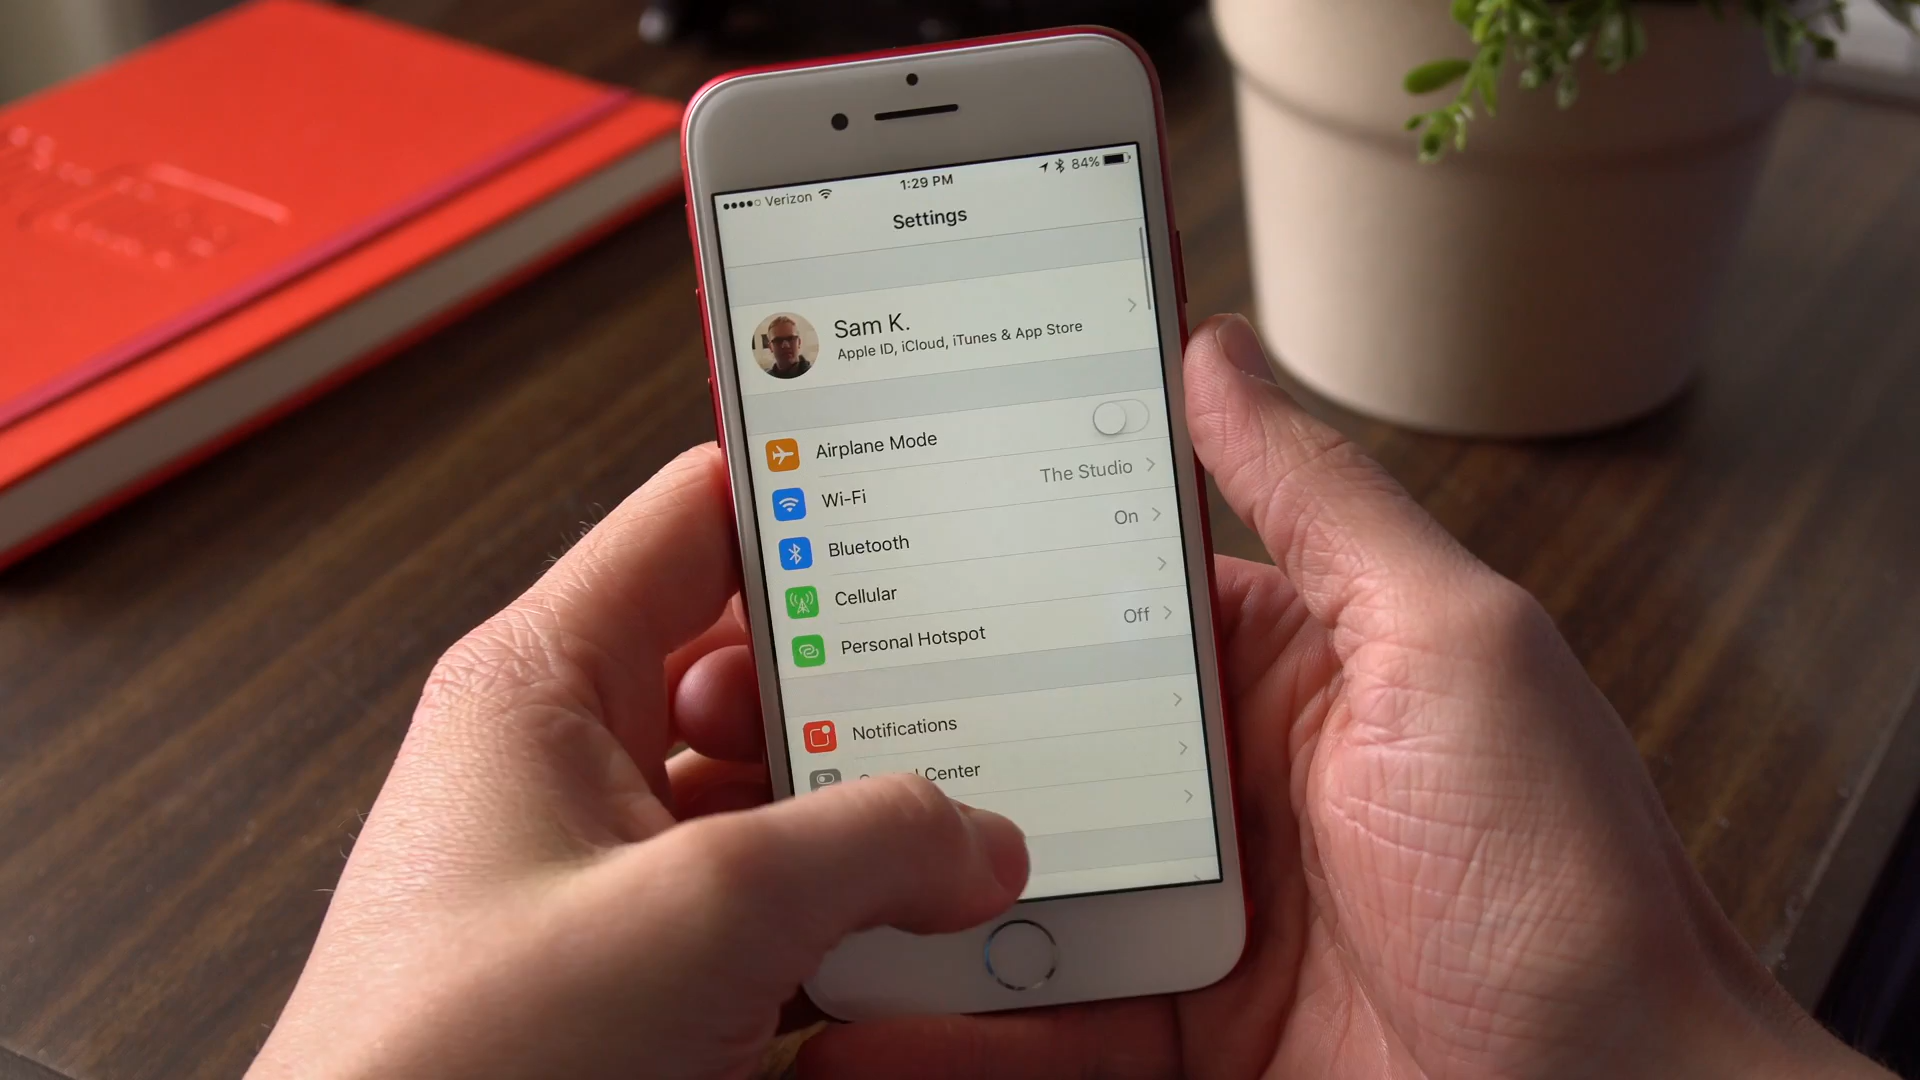 Verizon 1:29 PM 84%
Settings
Sam K.
Apple ID, iCloud, iTunes & App Store
Airplane Mode
Wi-Fi The Studio
Bluetooth On
Cellular
Personal Hotspot Off
Notifications
Center